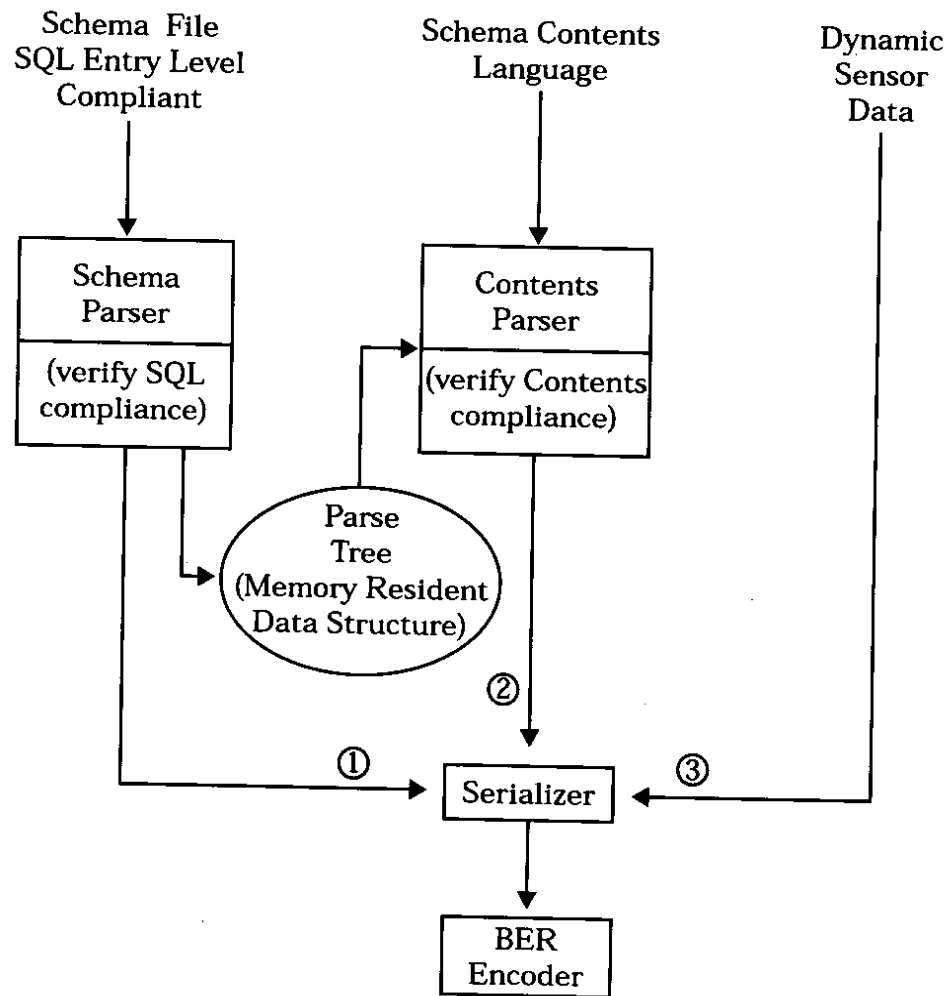 Schema File
SQL Entry Level
Compliant
Schema Contents
Language
Dynamic
Sensor
Data
Schema
Parser
(verify SQL
compliance)
Contents
Parser
(verify Contents
compliance)
Parse
Tree
(Memory Resident
Data Structure)
②
①
③
Serializer
BER
Encoder